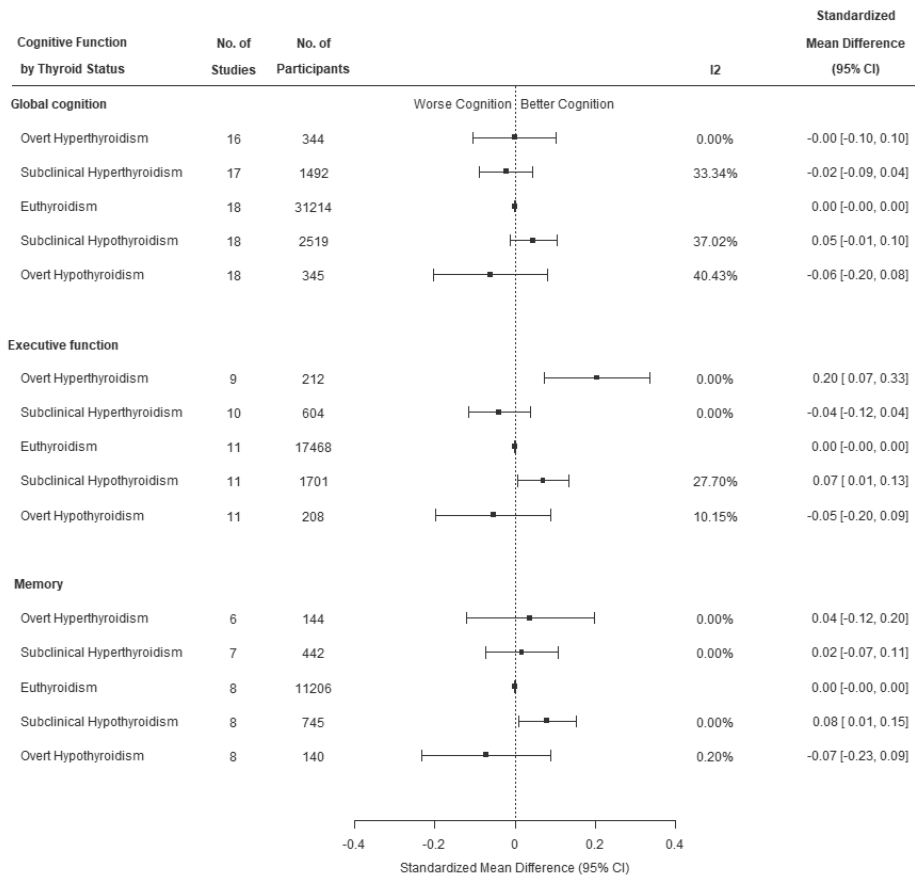 Standardized
Cognitive Function No. of No. of Mean Difference
by Thyroid Status Studies Participants I2 (95% CI)
Global cognition Worse Cognition Better Cognition
Overt Hyperthyroidism 16 344 0.00% -0.00 [-0.10, 0.10]
Subclinical Hyperthyroidism 17 1492 33.34% -0.02 [-0.09, 0.04]
Euthyroidism 18 31214 0.00 [-0.00, 0.00]
Subclinical Hypothyroidism 18 2519 37.02% 0.05 [-0.01, 0.10]
Overt Hypothyroidism 18 345 40.43% -0.06 [-0.20, 0.08]
Executive function
Overt Hyperthyroidism 9 212 0.00% 0.20 [ 0.07, 0.33]
Subclinical Hyperthyroidism 10 604 0.00% -0.04 [-0.12, 0.04]
Euthyroidism 11 17468 0.00 [-0.00, 0.00]
Subclinical Hypothyroidism 11 1701 27.70% 0.07 [ 0.01, 0.13]
Overt Hypothyroidism 11 208 10.15% -0.05 [-0.20, 0.09]
Memory
Overt Hyperthyroidism 6 144 0.00% 0.04 [-0.12, 0.20]
Subclinical Hyperthyroidism 7 442 0.00% 0.02 [-0.07, 0.11]
Euthyroidism 8 11206 0.00 [-0.00, 0.00]
Subclinical Hypothyroidism 8 745 0.00% 0.08 [ 0.01, 0.15]
Overt Hypothyroidism 8 140 0.20% -0.07 [-0.23, 0.09]
-0.4 -0.2 0 0.2 0.4
Standardized Mean Difference (95% CI)